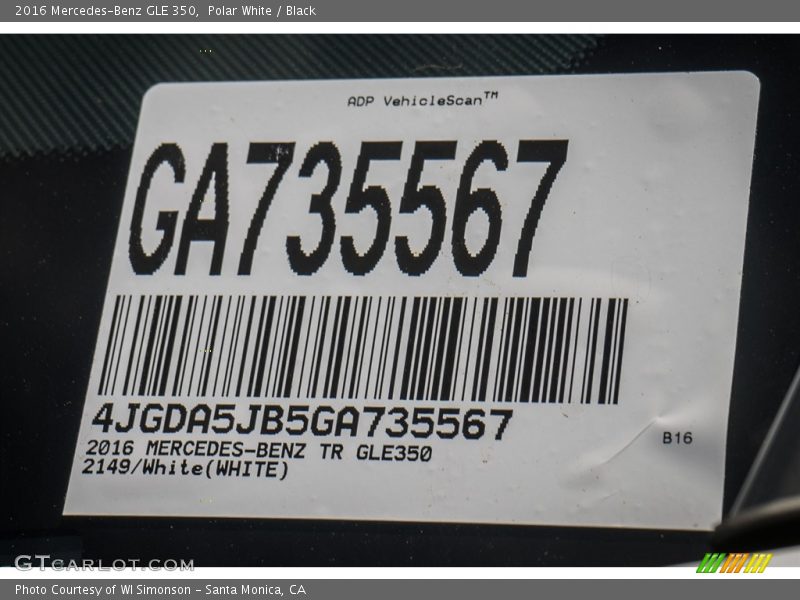 2016 Mercedes-Benz GLE 350,  Polar White / Black
ADP VehicleScan™
GA735567
4JGDA5JB5GA735567
2016 MERCEDES-BENZ TR GLE350
2149/White(WHITE)
B16
GTCARLOT.COM
Photo Courtesy of WI Simonson - Santa Monica, CA